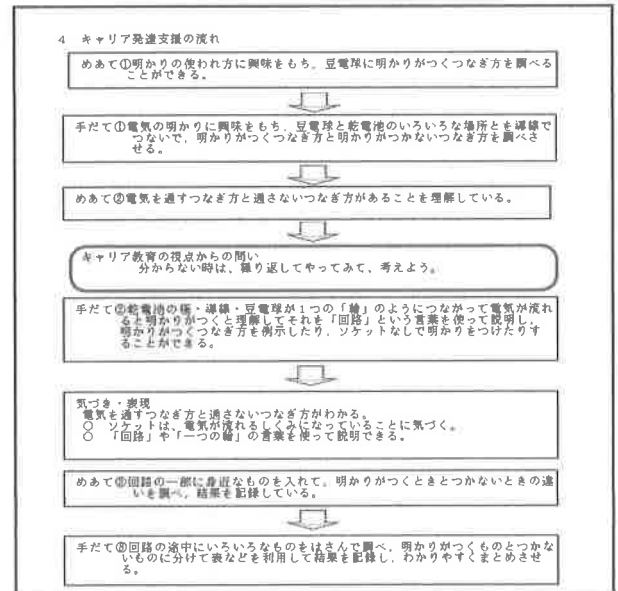 4 キャリア発達支援の流れ
めあて①明かりの使われ方に興味をもち、豆電球に明かりがつくつなぎ方を調べる
ことができる。
手だて①電気の明かりに興味をもち、豆電球と乾電池のいろいろな場所とを導線で
つないで、明かりがつくつなぎ方と明かりがつかないつなぎ方を調べさ
せる。
めあて②電気を通すつなぎ方と通さないつなぎ方があることを理解している。
キャリア教育の視点からの問い
分からない時は、繰り返してやってみて、考えよう。
手だて②乾電池の極・導線・豆電球が1つの「輪」のようにつながって電気が流れ
ると明かりがつくと理解してそれを「回路」という言葉を使って説明し、
明かりがつくつなぎ方を例示したり、ソケットなしで明かりをつけたりす
ることができる。
気づき・表現
電気を通すつなぎ方と通さないつなぎ方がわかる。
○ ソケットは、電気が流れるしくみになっていることに気づく。
○ 「回路」や「一つの輪」の言葉を使って説明できる。
めあて③回路の一部に身近なものを入れて、明かりがつくときとつかないときの違
いを調べ、結果を記録している。
手だて③回路の途中にいろいろなものをはさんで調べ、明かりがつくものとつかな
いものに分けて表などを利用して結果を記録し、わかりやすくまとめさせ
る。